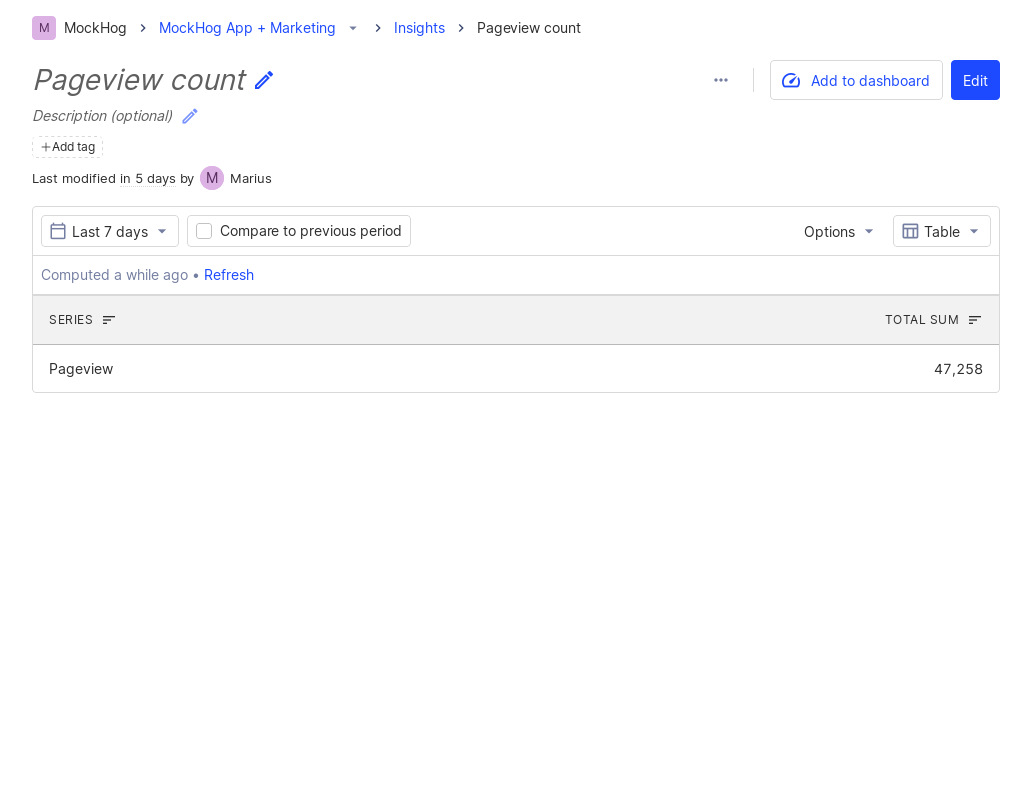 M MockHog MockHog App + Marketing Insights Pageview count
Pageview count
Add to dashboard Edit
Description (optional)
+Add tag
Last modified in 5 days by M Marius
Last 7 days Compare to previous period Options Table
Computed a while ago • Refresh
SERIES TOTAL SUM
Pageview 47,258